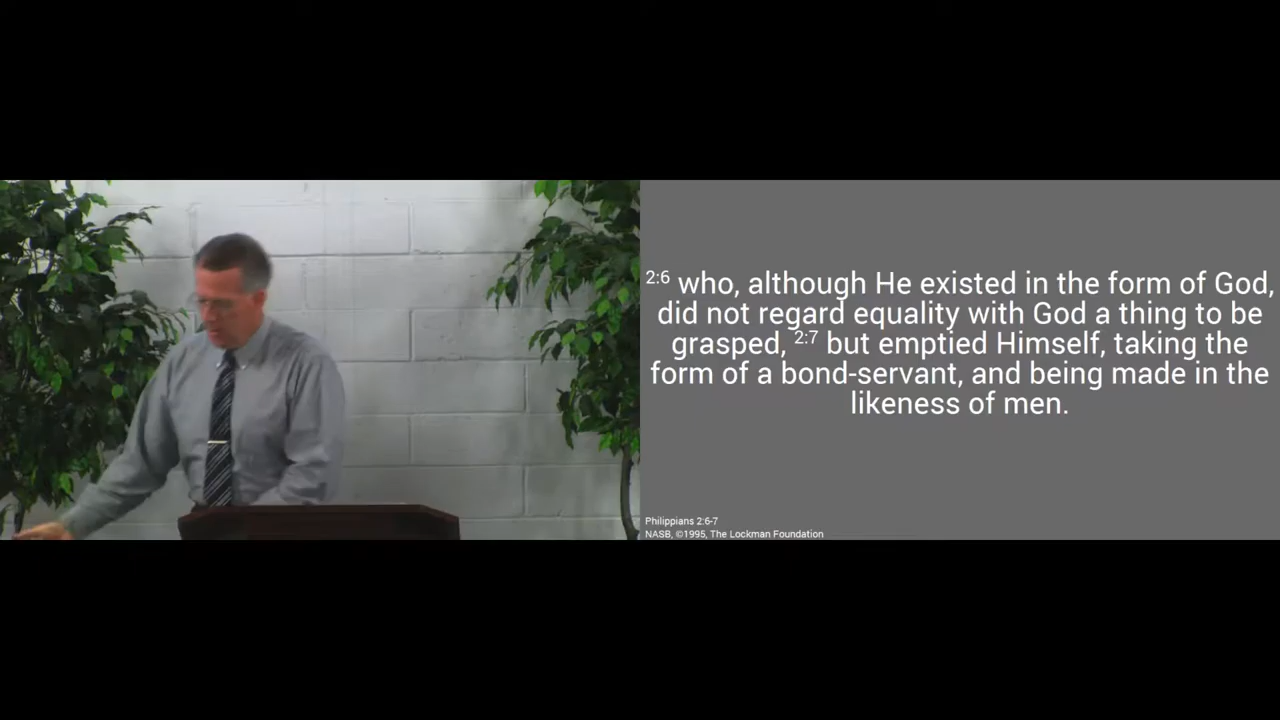 2:6 who, although He existed in the form of God,
did not regard equality with God a thing to be
grasped, 2:7 but emptied Himself, taking the
form of a bond-servant, and being made in the
likeness of men.
Philippians 2:6-7
NASB, ©1995, The Lockman Foundation